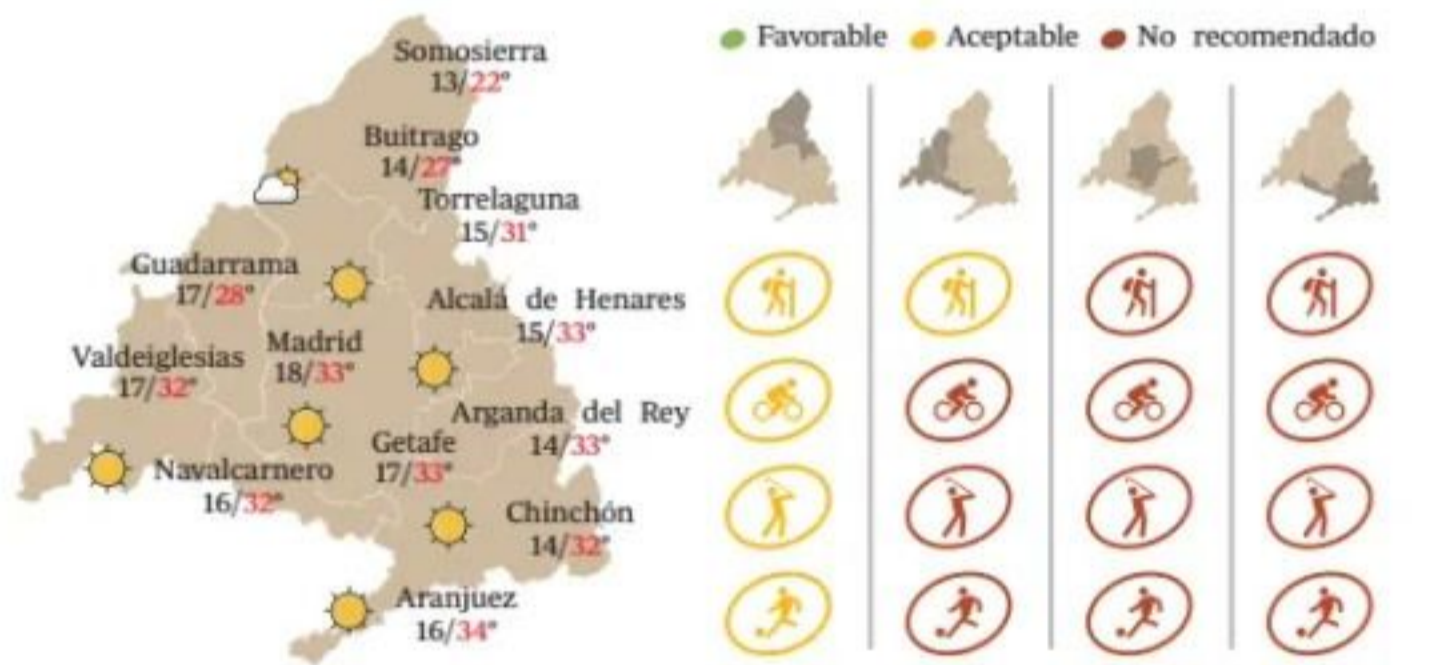 Somosierra
13/22°
Buitrago
14/27°
Torrelaguna
15/31°
Guadarrama
17/28°
Alcalá de Henares
15/33°
Madrid
18/33°
Valdeiglesias
17/32°
Arganda del Rey
14/33°
Getafe
17/33°
Navalcarnero
16/32°
Chinchón
14/32°
Aranjuez
16/34°
Favorable Aceptable No recomendado